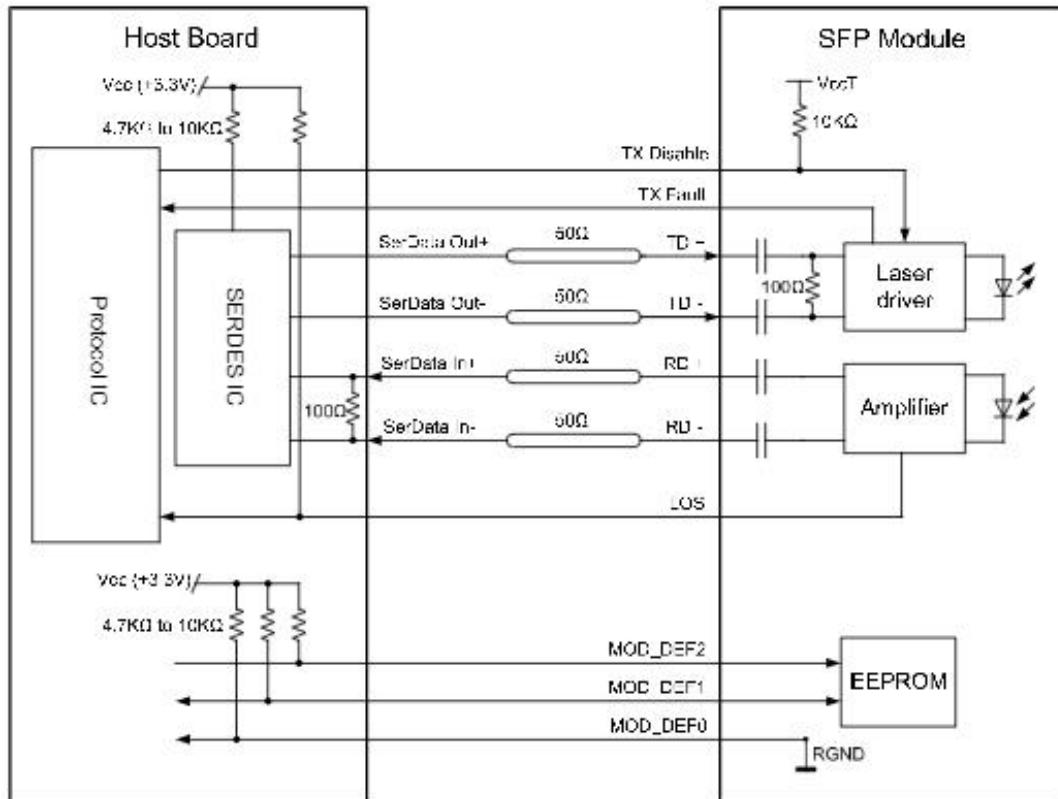 Host Board
SFP Module
Vcc (+3.3V)
VccT
4.7KΩ to 10KΩ
10KΩ
TX Disable
TX Fault
SerData Out+
50Ω
TD +
100Ω
Laser
driver
SerData Out-
50Ω
TD -
Protocol IC
SERDES IC
SerData In+
50Ω
RD +
100Ω
Amplifier
SerData In-
50Ω
RD -
LOS
Vcc (+3.3V)
4.7KΩ to 10KΩ
MOD_DEF2
EEPROM
MOD_DEF1
MOD_DEF0
RGND